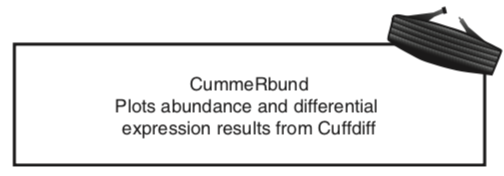 CummeRbund
Plots abundance and differential
expression results from Cuffdiff